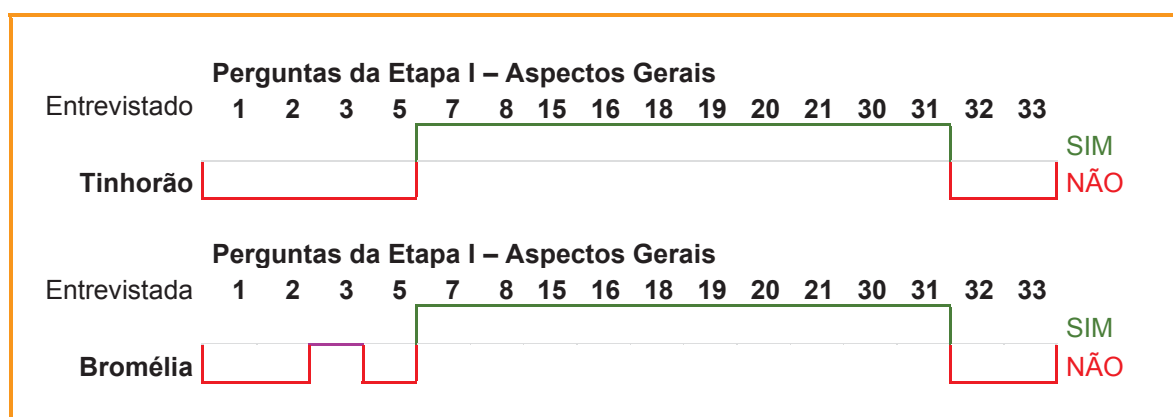 Perguntas da Etapa I – Aspectos Gerais
Entrevistado 1 2 3 5 7 8 15 16 18 19 20 21 30 31 32 33
SIM
Tinhorão NÃO
Perguntas da Etapa I – Aspectos Gerais
Entrevistada 1 2 3 5 7 8 15 16 18 19 20 21 30 31 32 33
SIM
Bromélia NÃO